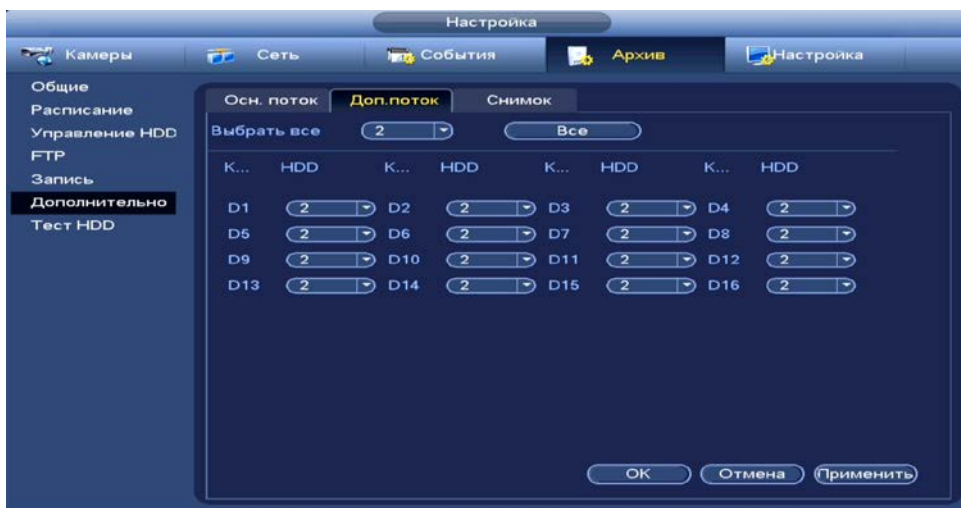 Настройка
Камеры Сеть События Архив Настройка
Общие
Расписание
Управление HDD
FTP
Запись
Дополнительно
Тест HDD
Осн. поток Доп.поток Снимок
Выбрать все 2 Все
К... HDD К... HDD К... HDD К... HDD
D1 2 D2 2 D3 2 D4 2
D5 2 D6 2 D7 2 D8 2
D9 2 D10 2 D11 2 D12 2
D13 2 D14 2 D15 2 D16 2
OK Отмена Применить